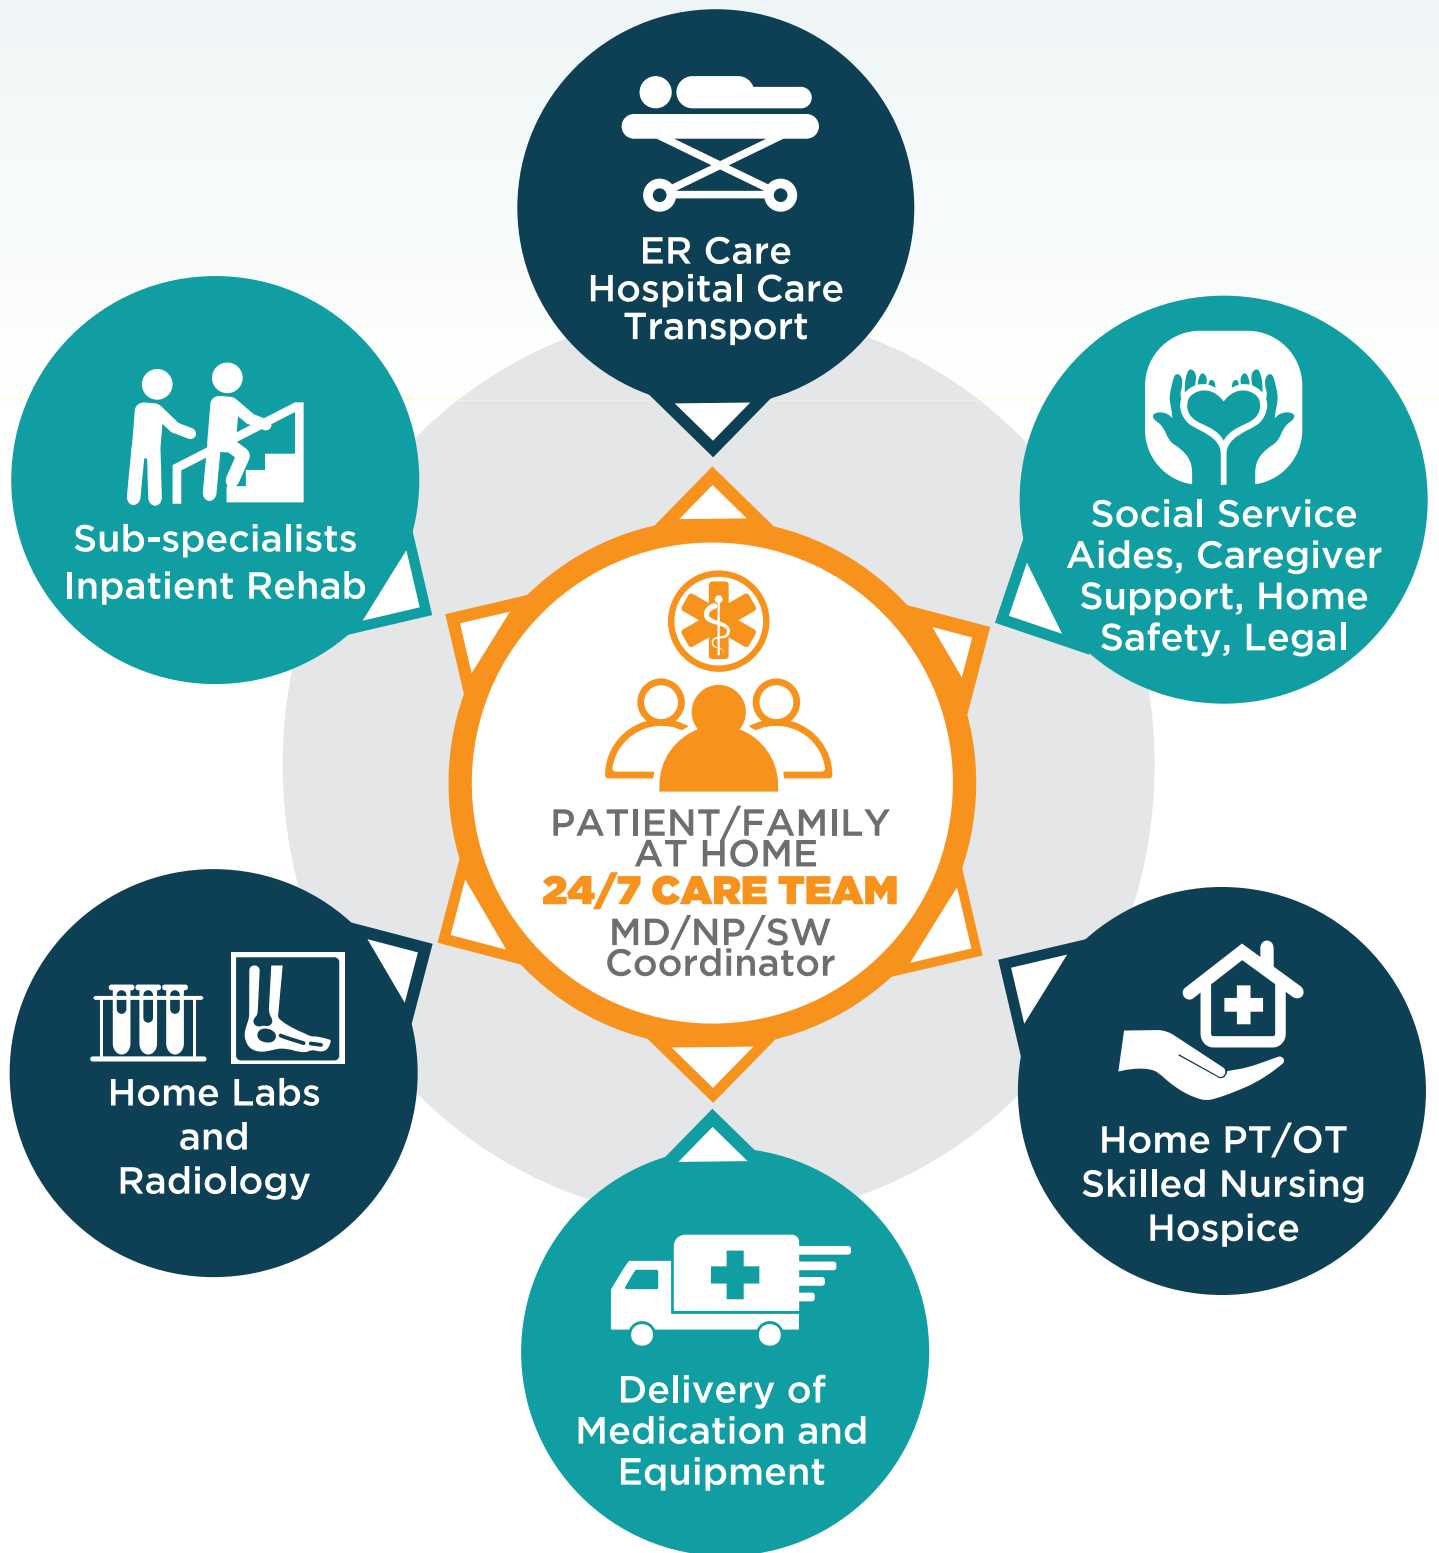 ER Care
Hospital Care
Transport
Sub-specialists
Inpatient Rehab
Social Service
Aides, Caregiver
Support, Home
Safety, Legal
PATIENT/FAMILY
AT HOME
24/7 CARE TEAM
MD/NP/SW
Coordinator
Home Labs
and
Radiology
Home PT/OT
Skilled Nursing
Hospice
Delivery of
Medication and
Equipment